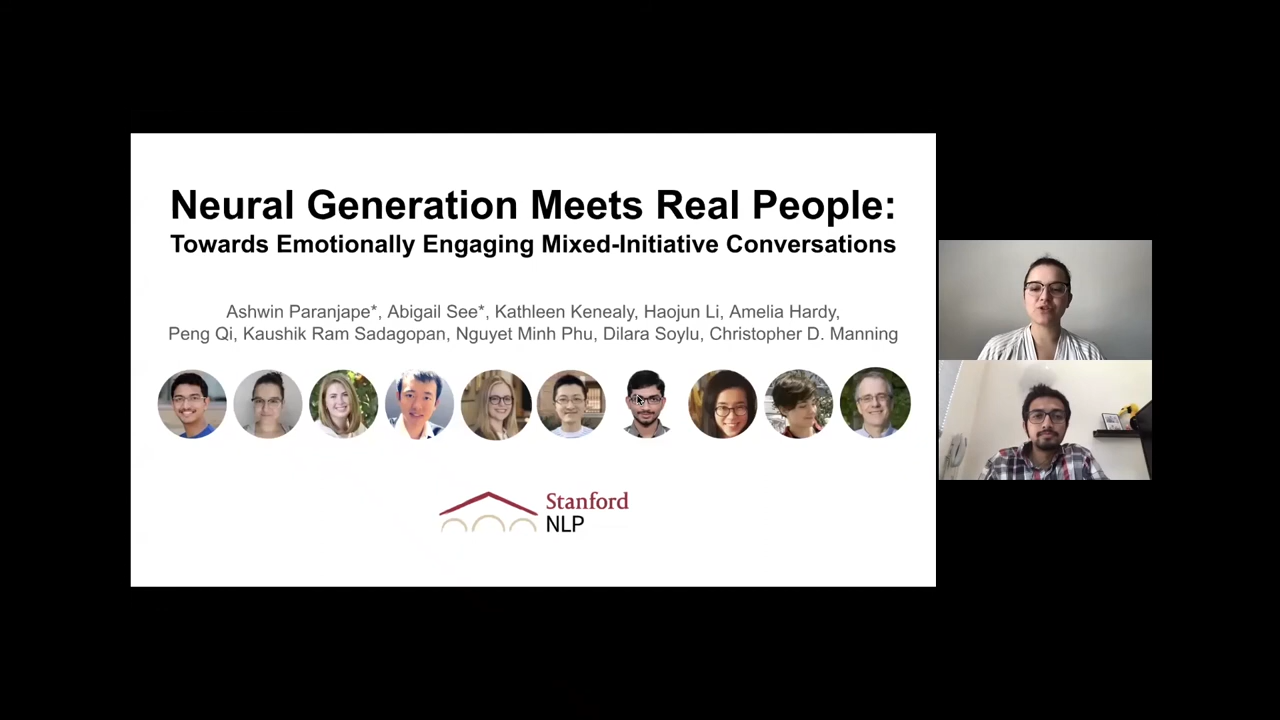 Neural Generation Meets Real People:
Towards Emotionally Engaging Mixed-Initiative Conversations
Ashwin Paranjape*, Abigail See*, Kathleen Kenealy, Haojun Li, Amelia Hardy,
Peng Qi, Kaushik Ram Sadagopan, Nguyet Minh Phu, Dilara Soylu, Christopher D. Manning
Stanford
NLP